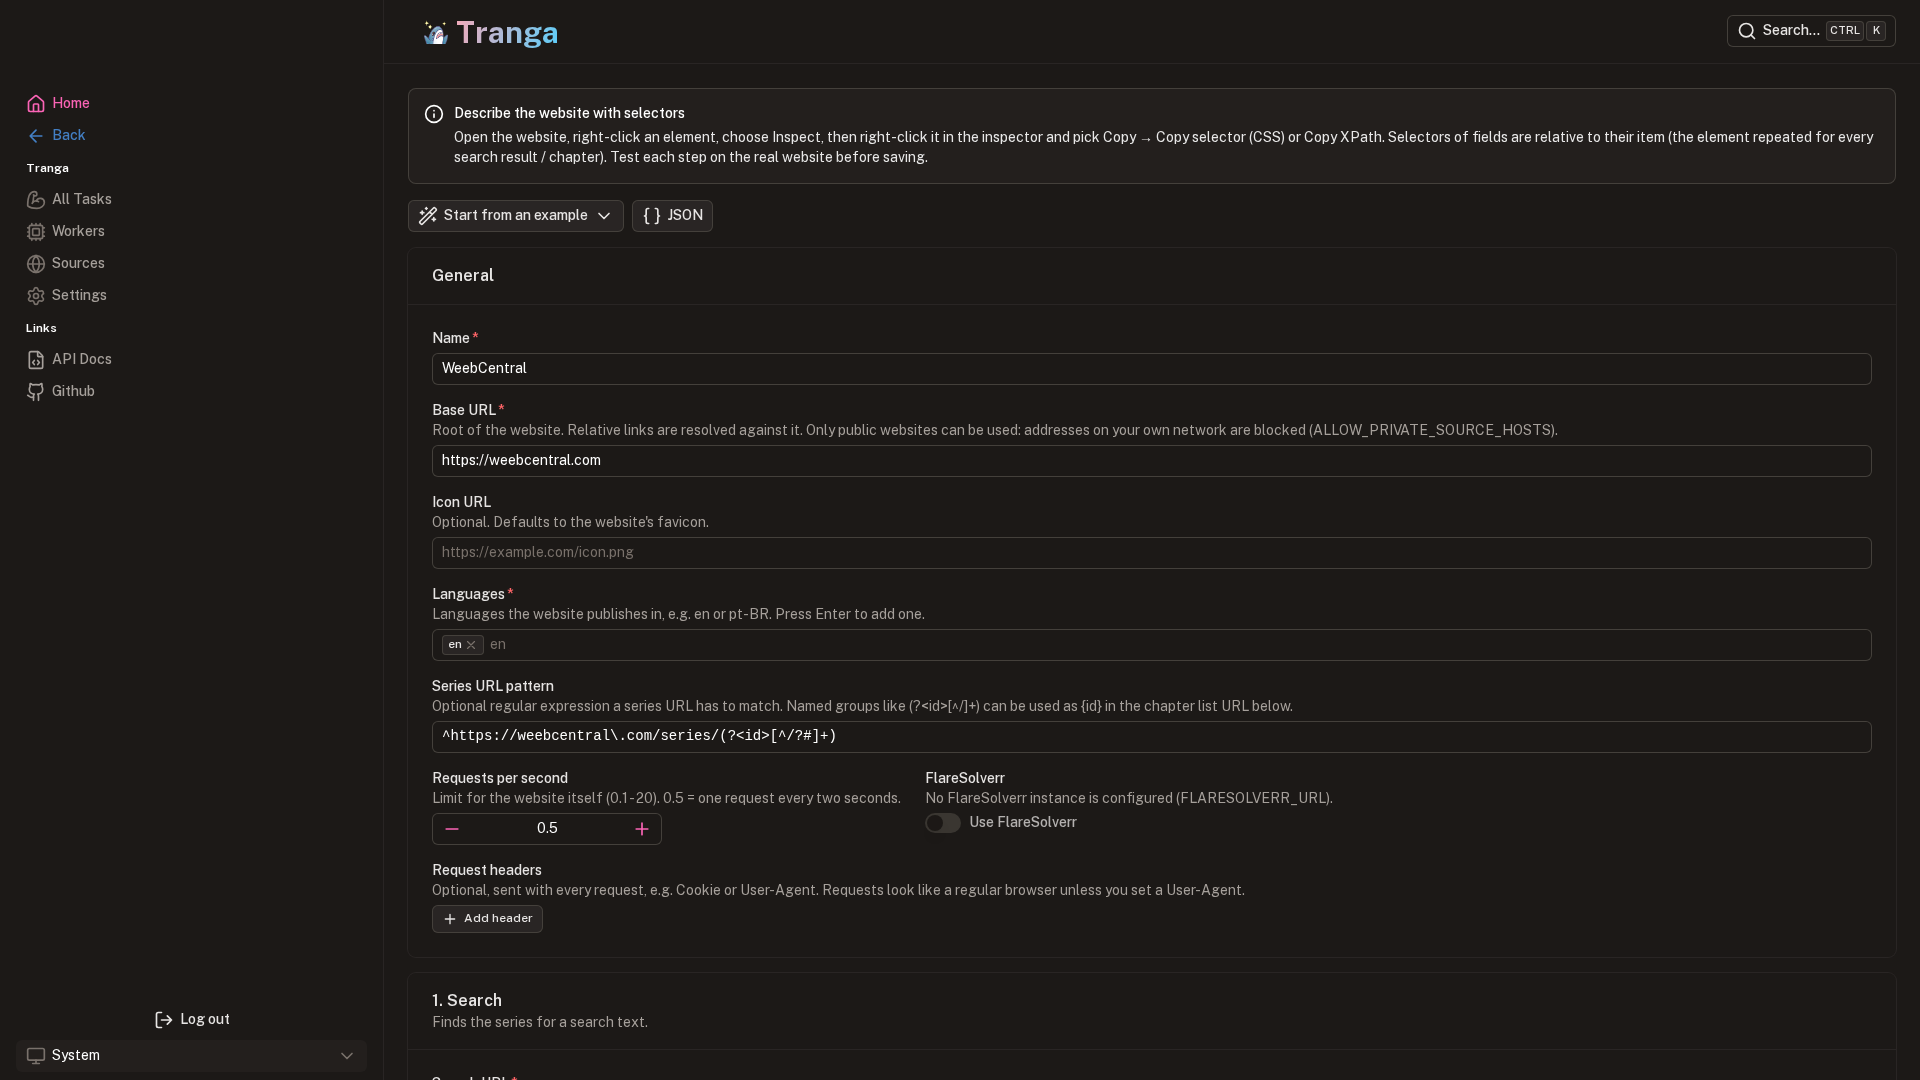 Tranga
Search... CTRL K
Home
Back
Tranga
All Tasks
Workers
Sources
Settings
Links
API Docs
Github
Log out
System
Describe the website with selectors
Open the website, right-click an element, choose Inspect, then right-click it in the inspector and pick Copy → Copy selector (CSS) or Copy XPath. Selectors of fields are relative to their item (the element repeated for every
search result / chapter). Test each step on the real website before saving.
Start from an example
{ } JSON
General
Name*
WeebCentral
Base URL*
Root of the website. Relative links are resolved against it. Only public websites can be used: addresses on your own network are blocked (ALLOW_PRIVATE_SOURCE_HOSTS).
https://weebcentral.com
Icon URL
Optional. Defaults to the website's favicon.
https://example.com/icon.png
Languages*
Languages the website publishes in, e.g. en or pt-BR. Press Enter to add one.
en en
Series URL pattern
Optional regular expression a series URL has to match. Named groups like (?<id>[^/]+) can be used as {id} in the chapter list URL below.
^https://weebcentral\.com/series/(?<id>[^/?#]+)
Requests per second
Limit for the website itself (0.1-20). 0.5 = one request every two seconds.
0.5
FlareSolverr
No FlareSolverr instance is configured (FLARESOLVERR_URL).
Use FlareSolverr
Request headers
Optional, sent with every request, e.g. Cookie or User-Agent. Requests look like a regular browser unless you set a User-Agent.
Add header
1. Search
Finds the series for a search text.